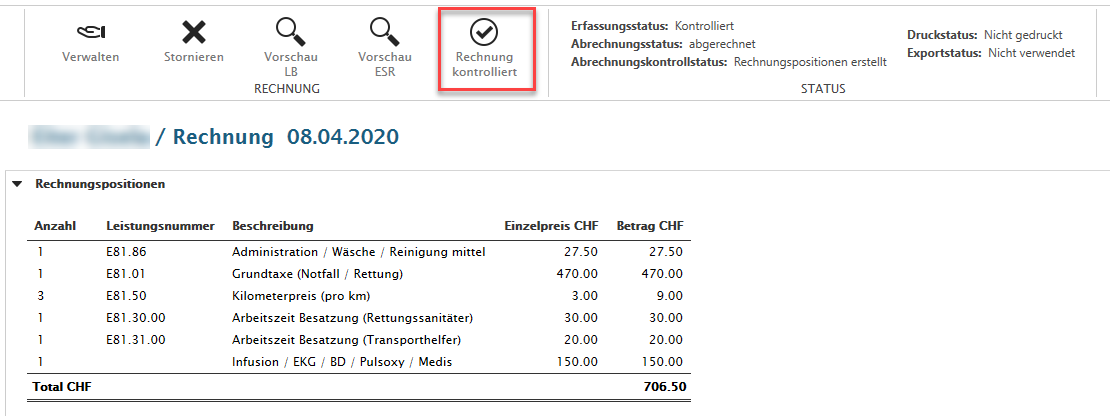 Verwalten
Stornieren
Vorschau LB
Vorschau ESR
Rechnung kontrolliert
RECHNUNG
Erfassungsstatus: Kontrolliert
Abrechnungsstatus: abgerechnet
Abrechnungskontrollstatus: Rechnungspositionen erstellt
Druckstatus: Nicht gedruckt
Exportstatus: Nicht verwendet
STATUS
/ Rechnung 08.04.2020
Rechnungspositionen
Anzahl Leistungsnummer Beschreibung Einzelpreis CHF Betrag CHF
1 E81.86 Administration / Wäsche / Reinigung mittel 27.50 27.50
1 E81.01 Grundtaxe (Notfall / Rettung) 470.00 470.00
3 E81.50 Kilometerpreis (pro km) 3.00 9.00
1 E81.30.00 Arbeitszeit Besatzung (Rettungssanitäter) 30.00 30.00
1 E81.31.00 Arbeitszeit Besatzung (Transporthelfer) 20.00 20.00
1 Infusion / EKG / BD / Pulsoxy / Medis 150.00 150.00
Total CHF 706.50